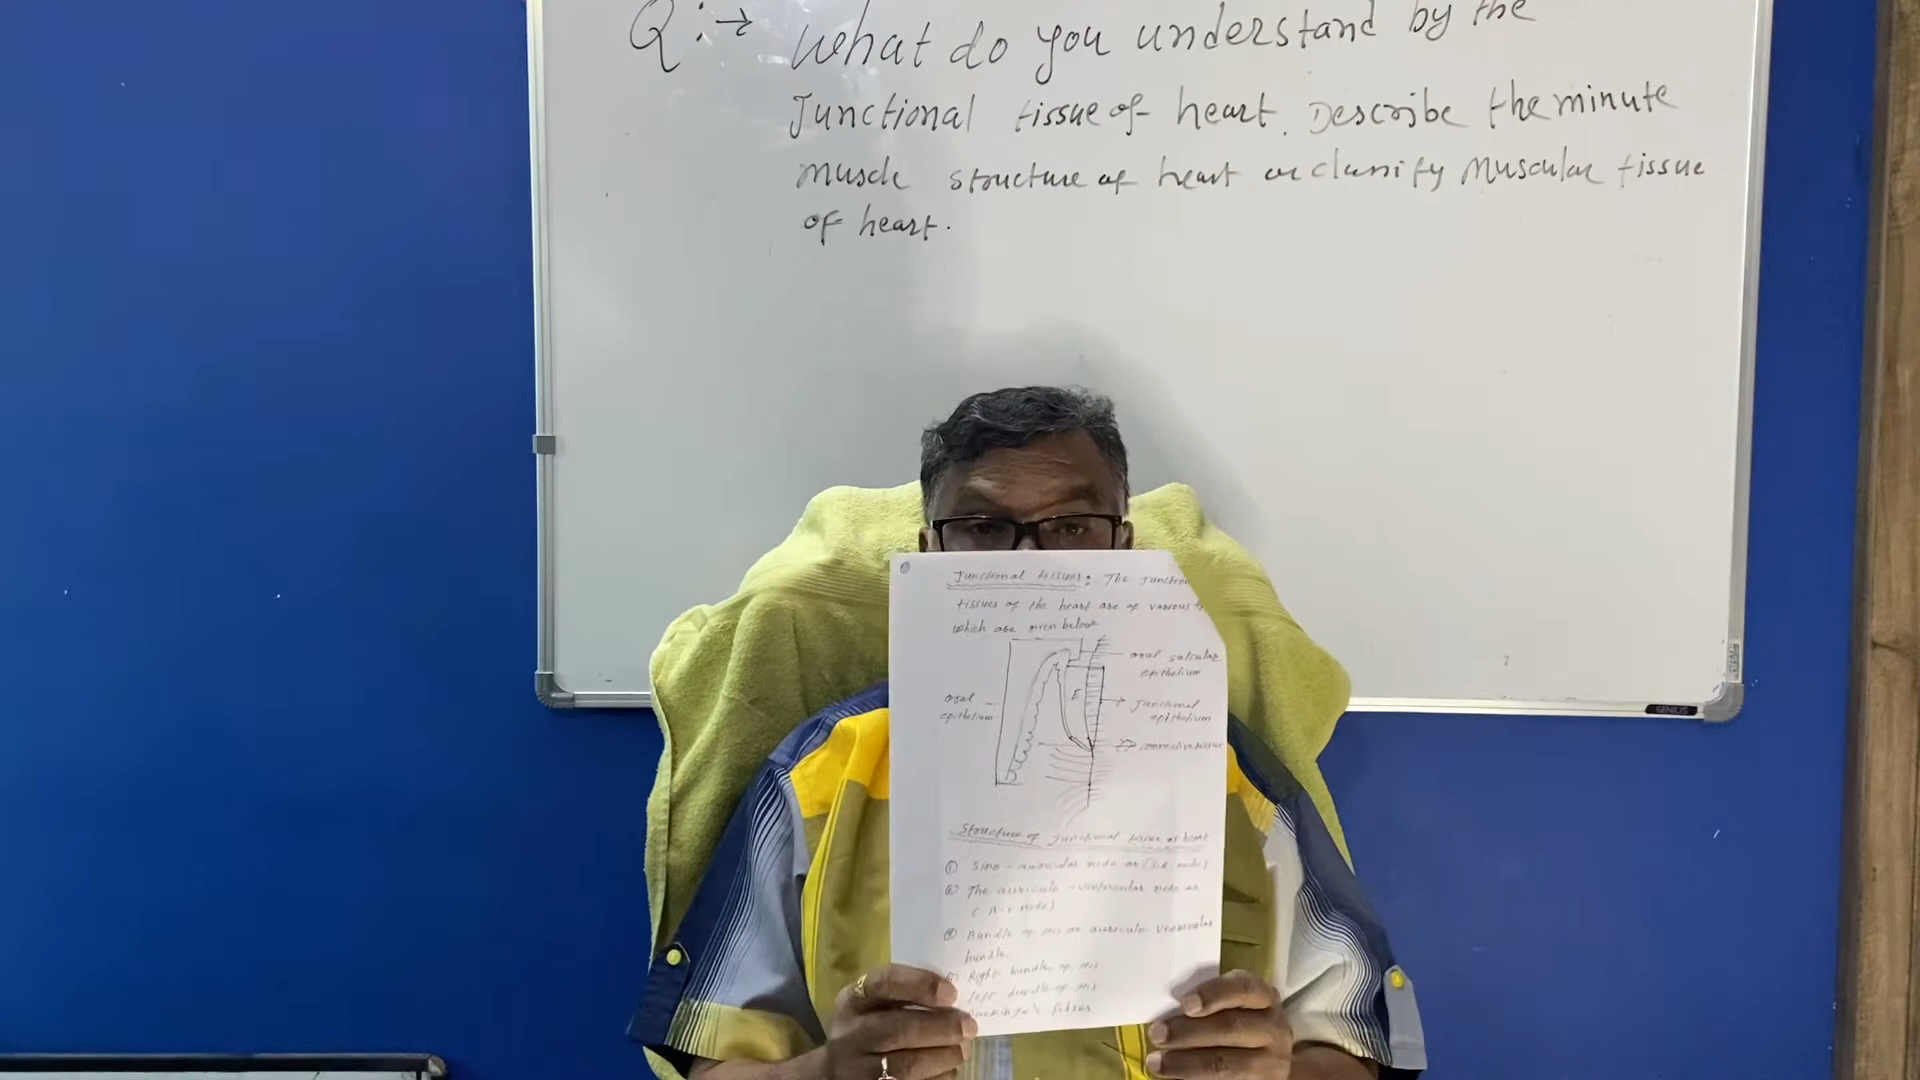 Q:→ What do you understand by the
Junctional tissue of heart. Describe the minute
muscle structure of heart or classify Muscular tissue
of heart.
Junctional tissues: The junction
tissues of the heart are of various
which are given below
oral sulcular
epithelium
oral
epithelium
E
Junctional
epithelium
connective tissue
Structure of junctional tissue of heart
① Sino-auricular node or (S.A. node)
② The auriculo-ventricular node or
(A-V node)
Bundle of His or auriculo ventricular
bundle
Right bundle of His
left bundle of His
Purkinje's fibres
GENIUS